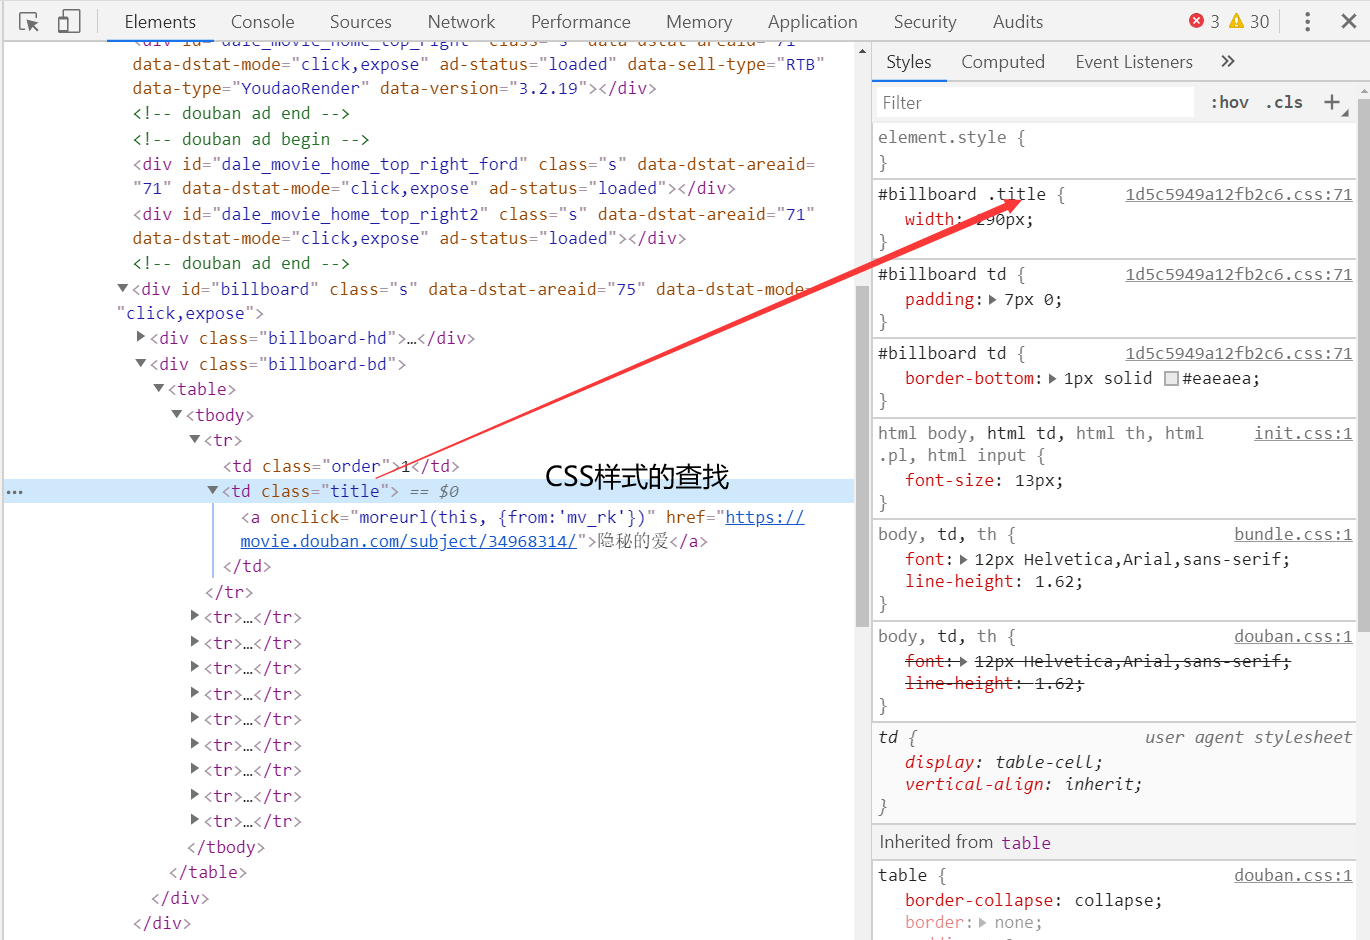 Elements Console Sources Network Performance Memory Application Security Audits 3 30
<div id="dale_movie_home_top_right" class="s" data-dstat-areaid="71"
data-dstat-mode="click,expose" ad-status="loaded" data-sell-type="RTB"
data-type="YoudaoRender" data-version="3.2.19"></div>
<!-- douban ad end -->
<!-- douban ad begin -->
<div id="dale_movie_home_top_right_ford" class="s" data-dstat-areaid=
"71" data-dstat-mode="click,expose" ad-status="loaded"></div>
<div id="dale_movie_home_top_right2" class="s" data-dstat-areaid="71"
data-dstat-mode="click,expose" ad-status="loaded"></div>
<!-- douban ad end -->
<div id="billboard" class="s" data-dstat-areaid="75" data-dstat-mode=
"click,expose">
<div class="billboard-hd">…</div>
<div class="billboard-bd">
<table>
<tbody>
<tr>
<td class="order">1</td>
<td class="title"> == $0
CSS样式的查找
<a onclick="moreurl(this, {from:'mv_rk'})" href="https://
movie.douban.com/subject/34968314/">隐秘的爱</a>
</td>
</tr>
<tr>…</tr>
<tr>…</tr>
<tr>…</tr>
<tr>…</tr>
<tr>…</tr>
<tr>…</tr>
<tr>…</tr>
<tr>…</tr>
<tr>…</tr>
</tbody>
</table>
</div>
</div>
Styles Computed Event Listeners »
Filter :hov .cls +
element.style {
}
#billboard .title { 1d5c5949a12fb2c6.css:71
width: 290px;
}
#billboard td { 1d5c5949a12fb2c6.css:71
padding: 7px 0;
}
#billboard td { 1d5c5949a12fb2c6.css:71
border-bottom: 1px solid #eaeaea;
}
html body, html td, html th, html init.css:1
.pl, html input {
font-size: 13px;
}
body, td, th { bundle.css:1
font: 12px Helvetica,Arial,sans-serif;
line-height: 1.62;
}
body, td, th { douban.css:1
font: 12px Helvetica,Arial,sans-serif;
line-height: 1.62;
}
td { user agent stylesheet
display: table-cell;
vertical-align: inherit;
}
Inherited from table
table { douban.css:1
border-collapse: collapse;
border: none;